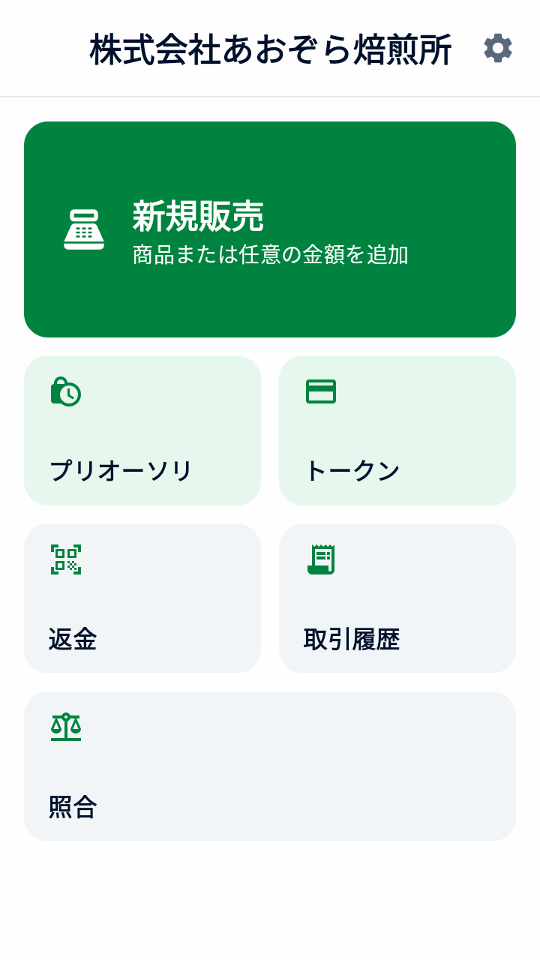 株式会社あおぞら焙煎所
新規販売
商品または任意の金額を追加
プリオーソリ
トークン
返金
取引履歴
照合